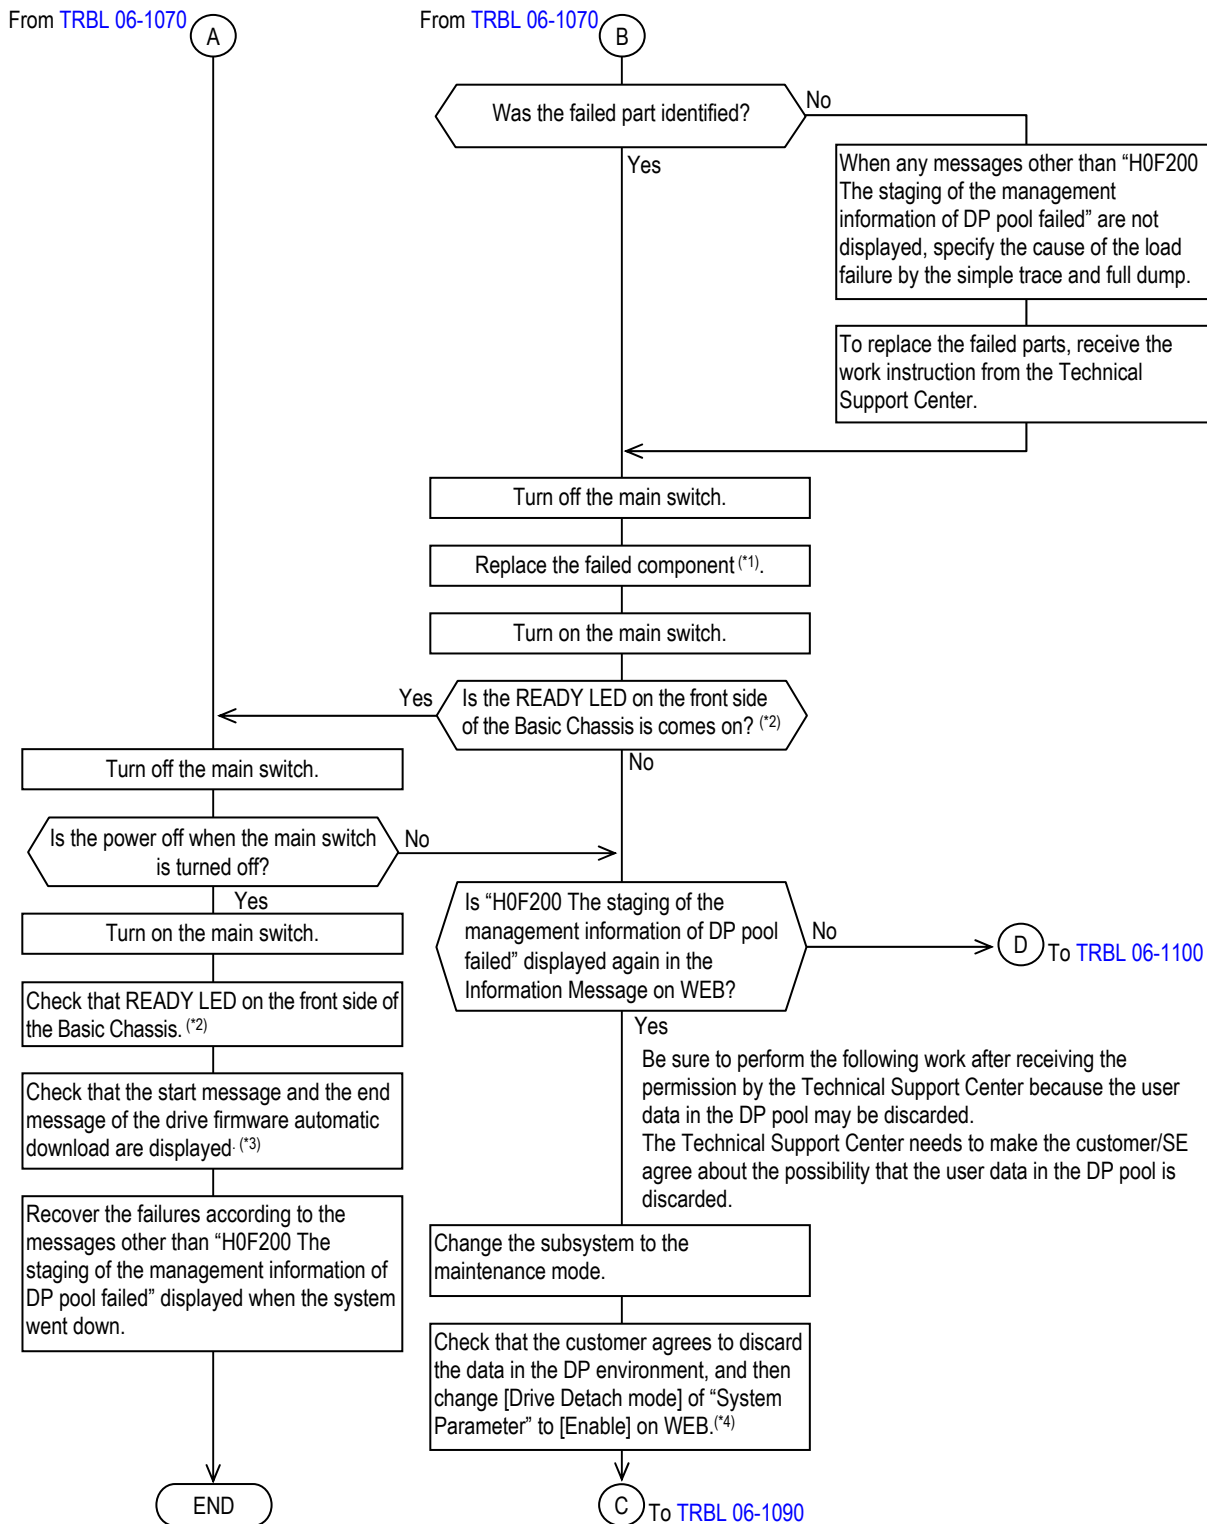 From TRBL 06-1070
A
From TRBL 06-1070
B
Was the failed part identified?
No
Yes
When any messages other than “H0F200
The staging of the management
information of DP pool failed” are not
displayed, specify the cause of the load
failure by the simple trace and full dump.
To replace the failed parts, receive the
work instruction from the Technical
Support Center.
Turn off the main switch.
Replace the failed component (*1).
Turn on the main switch.
Is the READY LED on the front side
of the Basic Chassis is comes on? (*2)
Yes
No
Turn off the main switch.
Is the power off when the main switch
is turned off?
No
Yes
Turn on the main switch.
Check that READY LED on the front side of
the Basic Chassis. (*2)
Check that the start message and the end
message of the drive firmware automatic
download are displayed. (*3)
Recover the failures according to the
messages other than “H0F200 The
staging of the management information of
DP pool failed” displayed when the system
went down.
END
Is “H0F200 The staging of the
management information of DP pool
failed” displayed again in the
Information Message on WEB?
No
D
To TRBL 06-1100
Yes
Be sure to perform the following work after receiving the
permission by the Technical Support Center because the user
data in the DP pool may be discarded.
The Technical Support Center needs to make the customer/SE
agree about the possibility that the user data in the DP pool is
discarded.
Change the subsystem to the
maintenance mode.
Check that the customer agrees to discard
the data in the DP environment, and then
change [Drive Detach mode] of “System
Parameter” to [Enable] on WEB.(*4)
C
To TRBL 06-1090